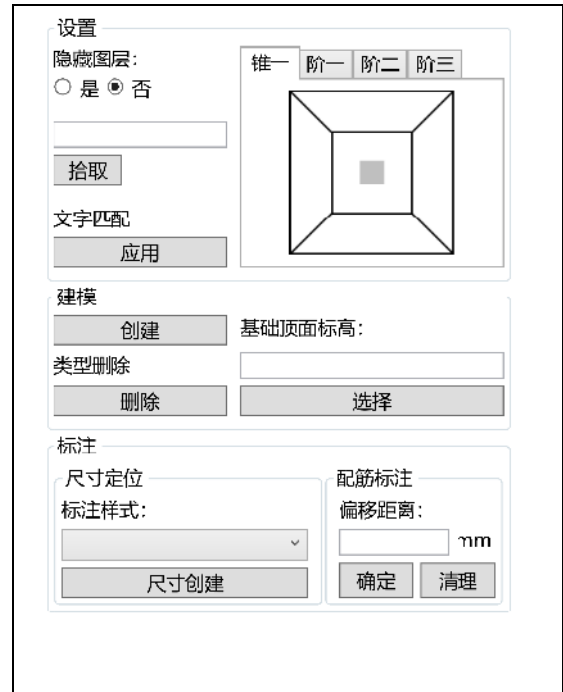 设置
隐藏图层:
是 否
拾取
文字匹配
应用
锥一 阶一 阶二 阶三
建模
创建
类型删除
删除
基础顶面标高:
选择
标注
尺寸定位
标注样式:
尺寸创建
配筋标注
偏移距离:
mm
确定 清理